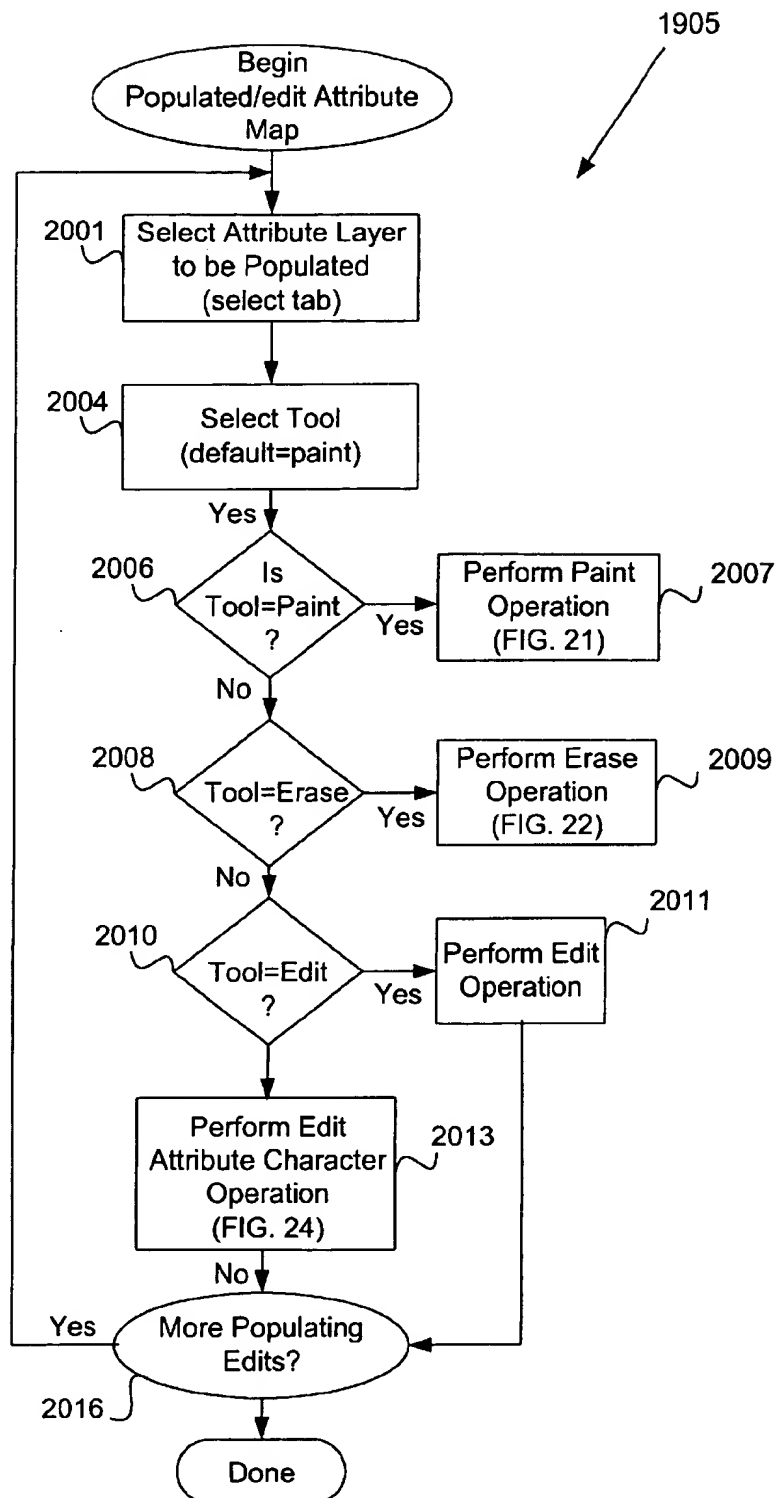 1905
Begin
Populated/edit Attribute
Map
2001
Select Attribute Layer
to be Populated
(select tab)
2004
Select Tool
(default=paint)
Yes
2006
Is
Tool=Paint
?
Yes
Perform Paint
Operation
(FIG. 21)
2007
No
2008
Tool=Erase
?
Yes
Perform Erase
Operation
(FIG. 22)
2009
No
2010
Tool=Edit
?
Yes
Perform Edit
Operation
2011
Perform Edit
Attribute Character
Operation
(FIG. 24)
2013
No
Yes
More Populating
Edits?
2016
Done